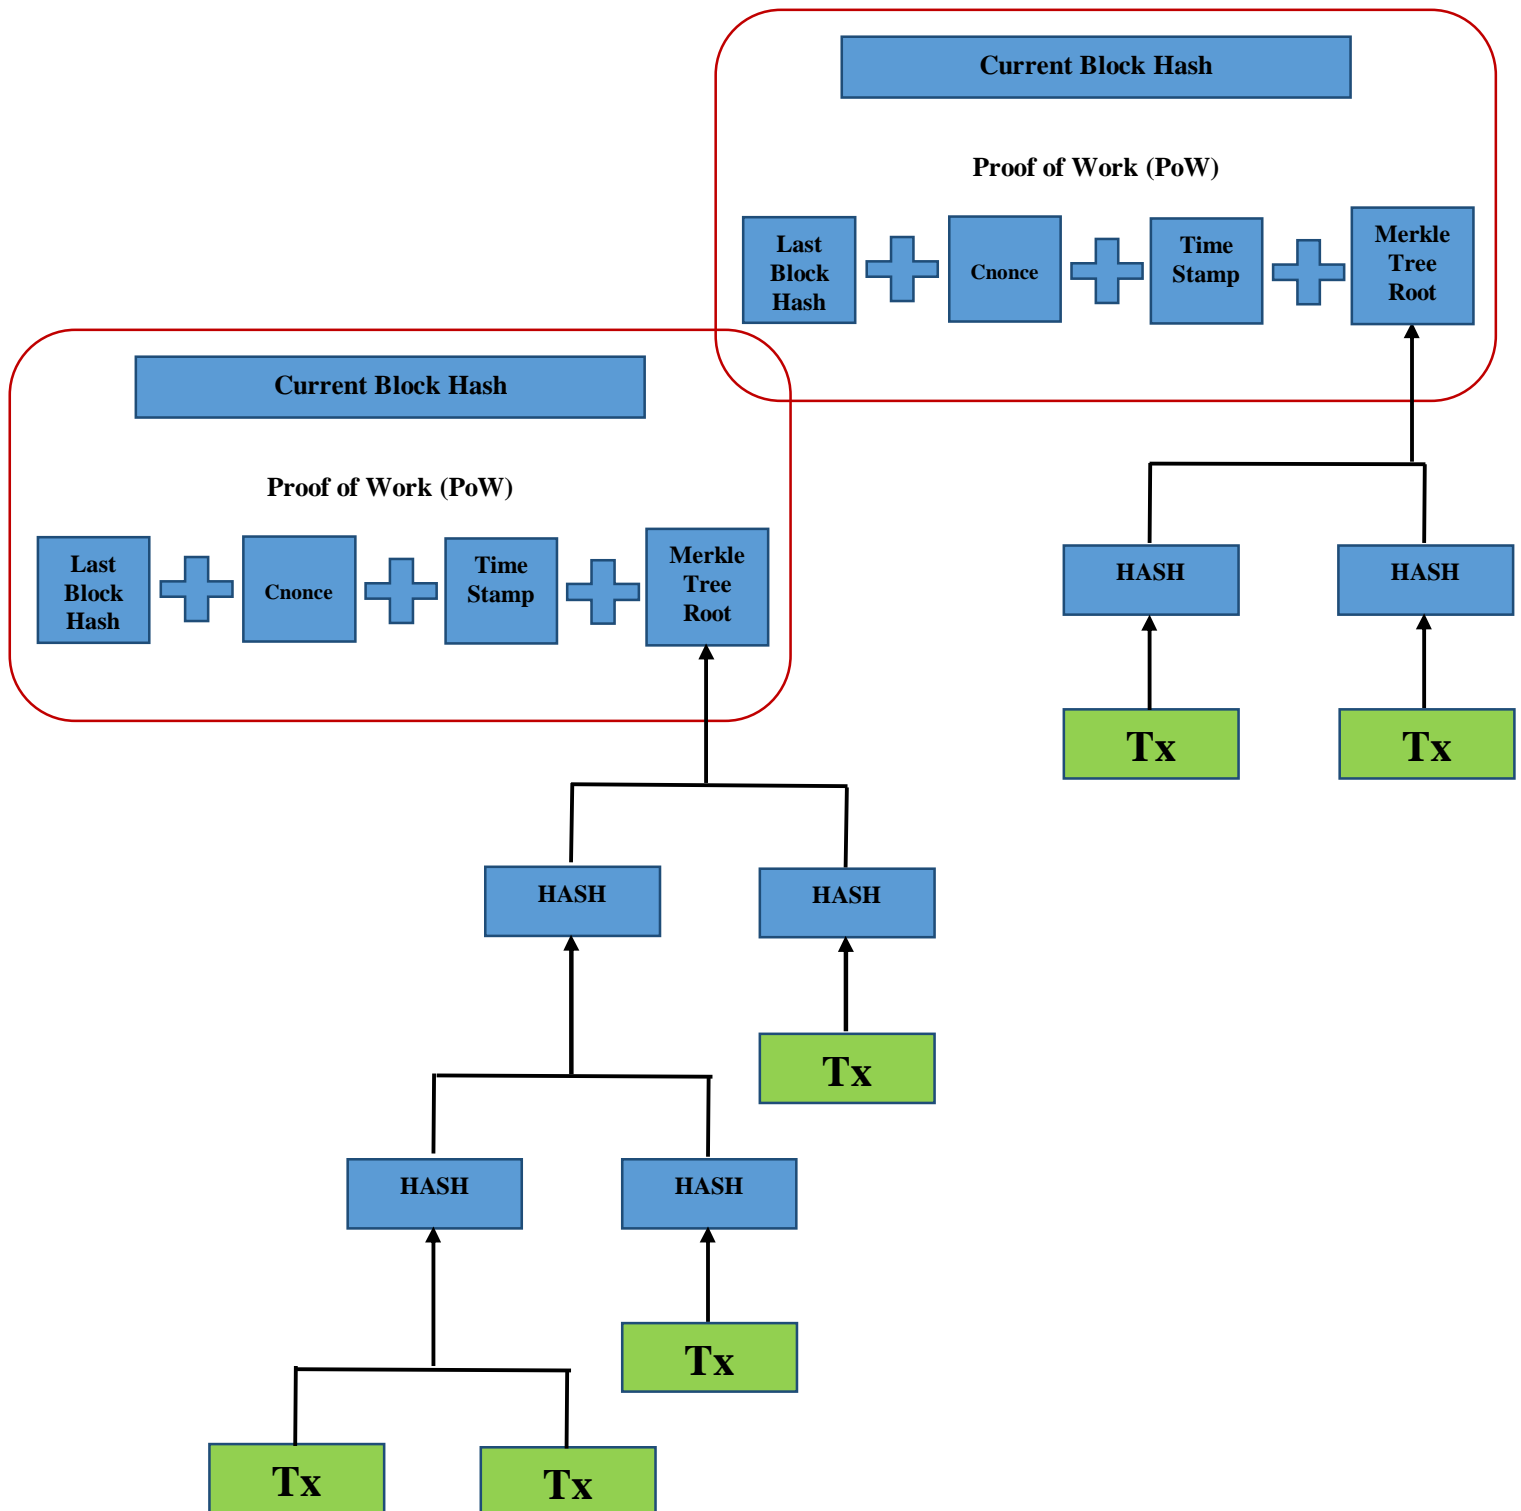 Current Block Hash
Proof of Work (PoW)
Last
Block
Hash
Cnonce
Time
Stamp
Merkle
Tree
Root
Current Block Hash
Proof of Work (PoW)
Last
Block
Hash
Cnonce
Time
Stamp
Merkle
Tree
Root
HASH
HASH
Tx
Tx
HASH
HASH
Tx
HASH
HASH
Tx
Tx
Tx